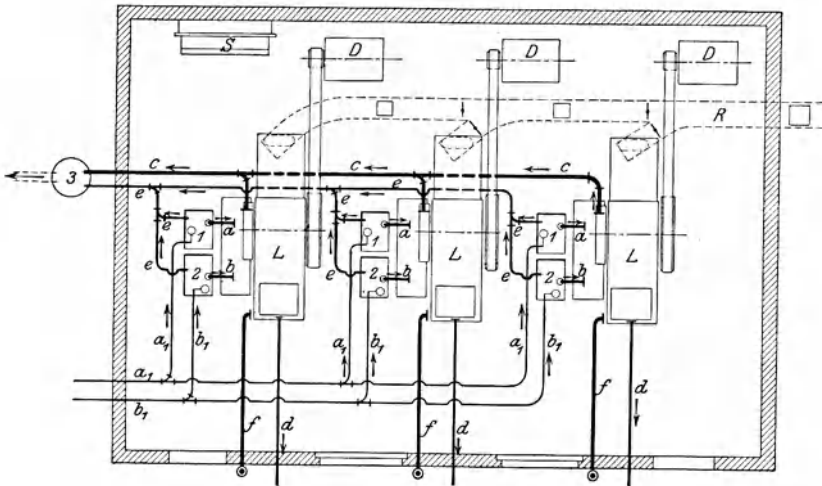 S D D D
R
3 c c c
e e e e
e 1 a e 1 a e 1 a
L L L
e 2 b e 2 b e 2 b
a1 b1 a1 b1 a1 b1
a1
b1
f d f d f d